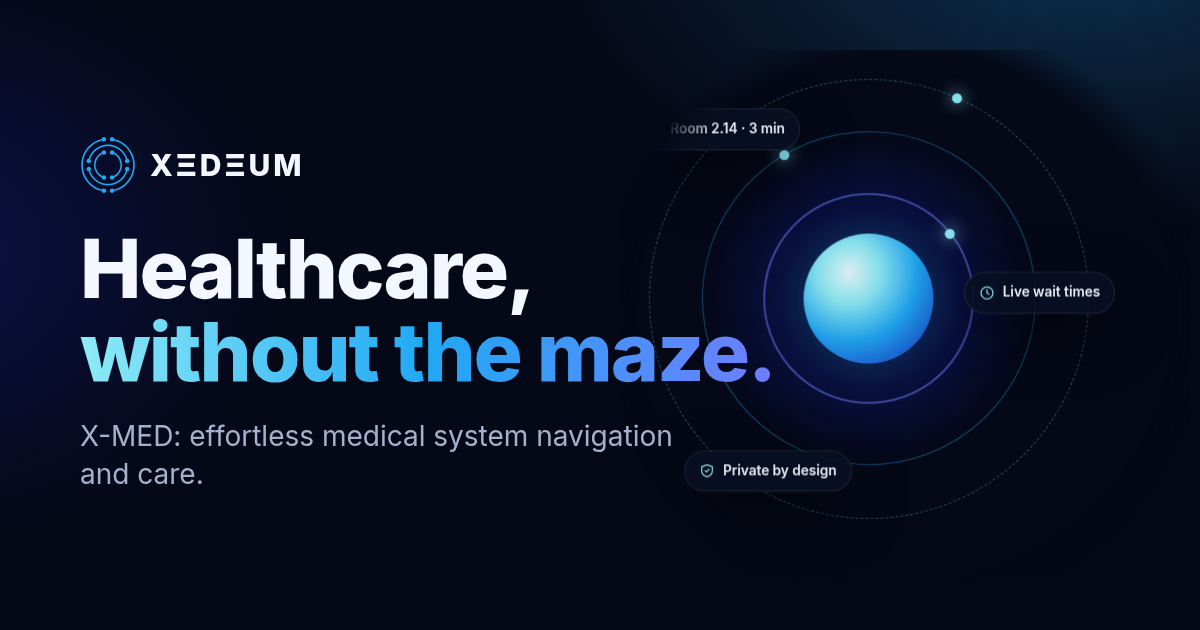 XEDEUM
Healthcare,
without the maze.
X-MED: effortless medical system navigation
and care.
Room 2.14 · 3 min
Live wait times
Private by design